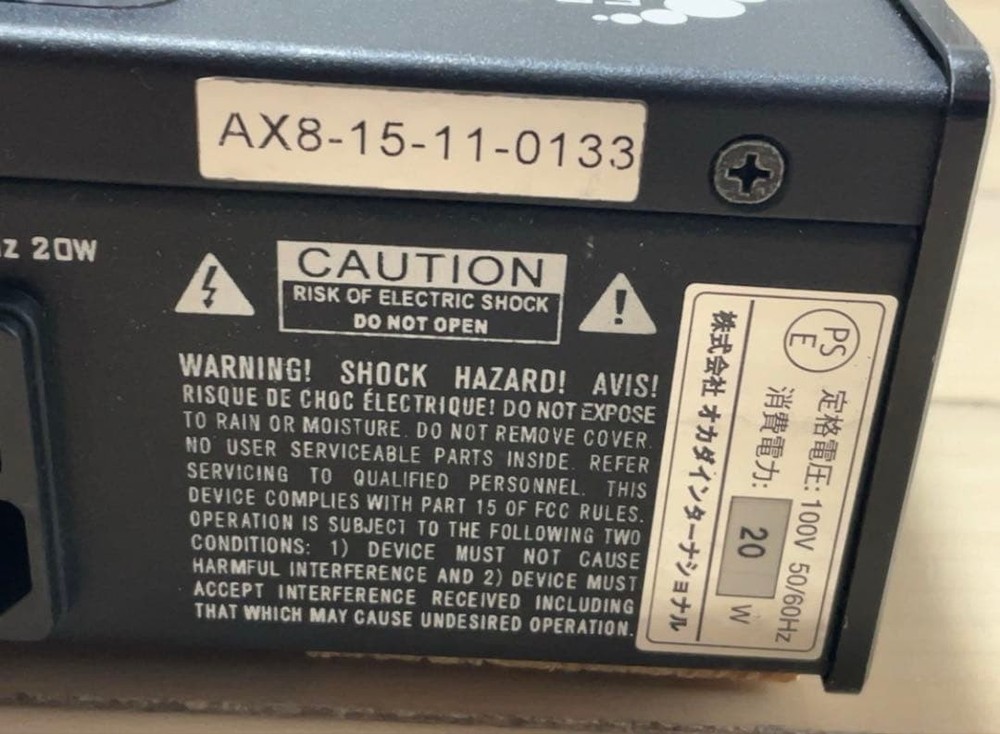 AX8-15-11-0133
20W
CAUTION
RISK OF ELECTRIC SHOCK
DO NOT OPEN
WARNING! SHOCK HAZARD! AVIS!
RISQUE DE CHOC ÉLECTRIQUE! DO NOT EXPOSE
TO RAIN OR MOISTURE. DO NOT REMOVE COVER.
NO USER SERVICEABLE PARTS INSIDE. REFER
SERVICING TO QUALIFIED PERSONNEL. THIS
DEVICE COMPLIES WITH PART 15 OF FCC RULES.
OPERATION IS SUBJECT TO THE FOLLOWING TWO
CONDITIONS: 1) DEVICE MUST NOT CAUSE
HARMFUL INTERFERENCE AND 2) DEVICE MUST
ACCEPT INTERFERENCE RECEIVED INCLUDING
THAT WHICH MAY CAUSE UNDESIRED OPERATION.
PS
E
定格電圧: 100V 50/60Hz
消費電力: 20 W
株式会社 オカダインターナショナル